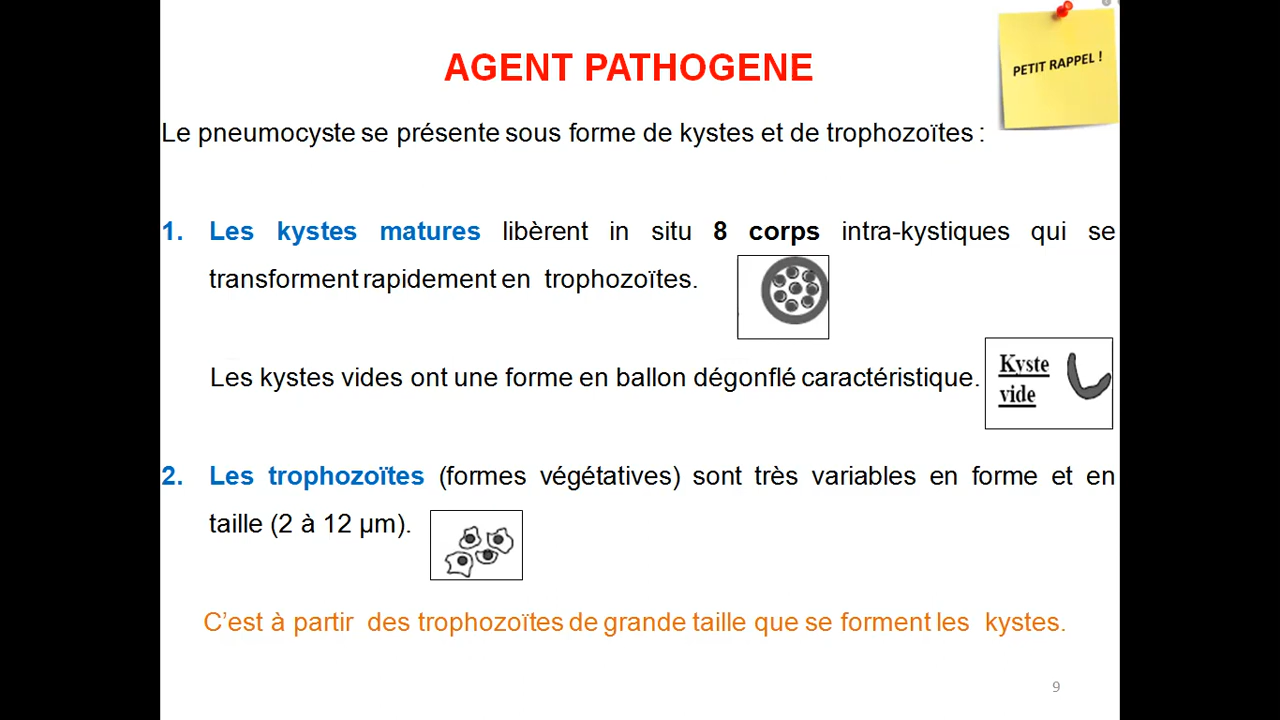 AGENT PATHOGENE
PETIT RAPPEL !
Le pneumocyste se présente sous forme de kystes et de trophozoïtes :
1. Les kystes matures libèrent in situ 8 corps intra-kystiques qui se
transforment rapidement en trophozoïtes.
Les kystes vides ont une forme en ballon dégonflé caractéristique.
Kyste
vide
2. Les trophozoïtes (formes végétatives) sont très variables en forme et en
taille (2 à 12 µm).
C’est à partir des trophozoïtes de grande taille que se forment les kystes.
9